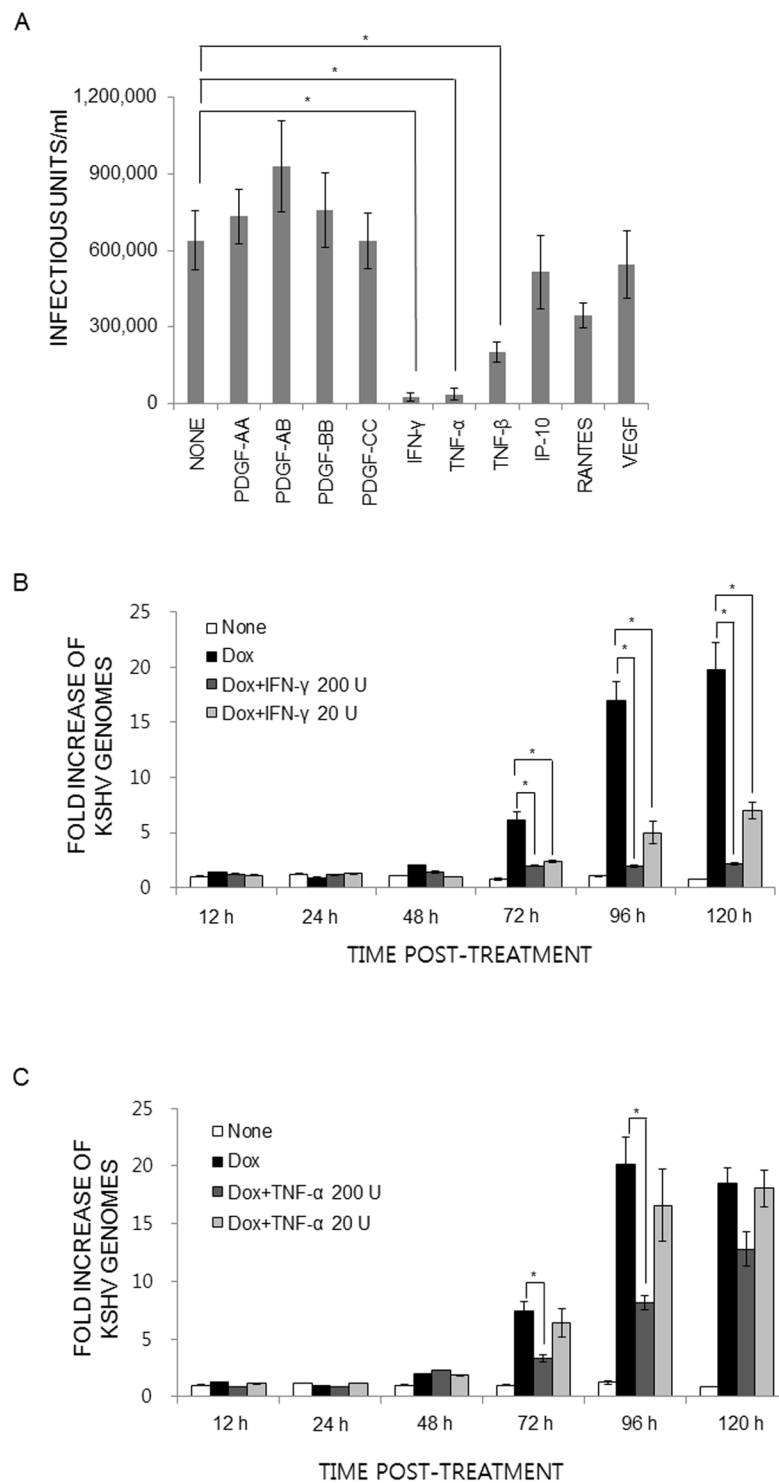 A
*
*
*
1,200,000
900,000
600,000
300,000
0
INFECTIOUS UNITS/ml
NONE
PDGF-AA
PDGF-AB
PDGF-BB
PDGF-CC
IFN-γ
TNF-α
TNF-β
IP-10
RANTES
VEGF
B
FOLD INCREASE OF
KSHV GENOMES
25
20
15
10
5
0
None
Dox
Dox+IFN-γ 200 U
Dox+IFN-γ 20 U
*
*
*
*
*
*
12 h
24 h
48 h
72 h
96 h
120 h
TIME POST-TREATMENT
C
FOLD INCREASE OF
KSHV GENOMES
25
20
15
10
5
0
None
Dox
Dox+TNF-α 200 U
Dox+TNF-α 20 U
*
*
12 h
24 h
48 h
72 h
96 h
120 h
TIME POST-TREATMENT